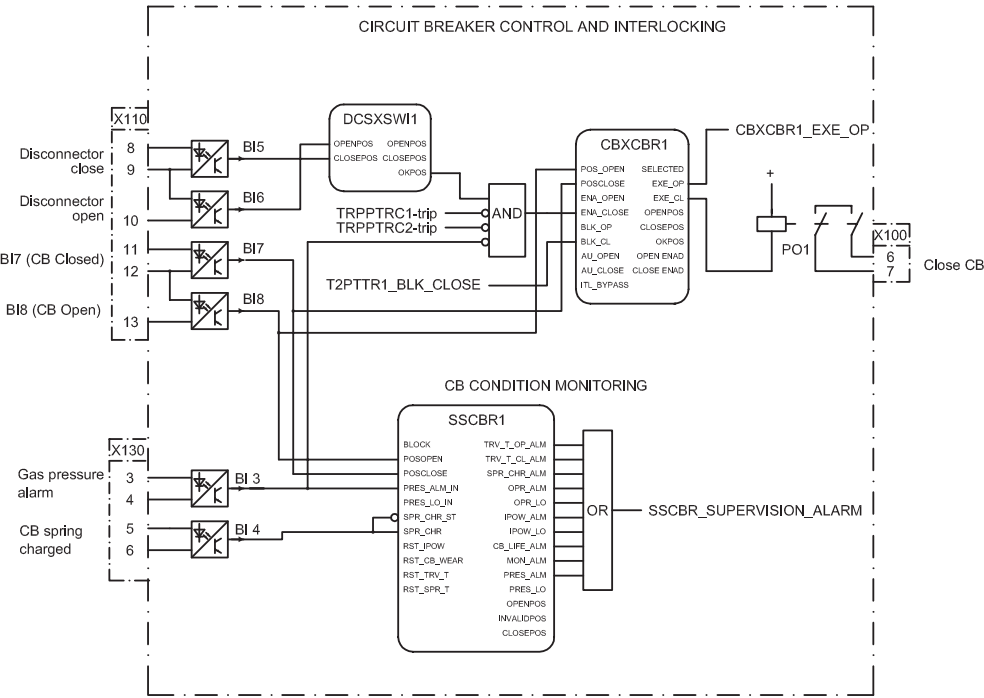 CIRCUIT BREAKER CONTROL AND INTERLOCKING
X110
Disconnector
close
8
9
BI5
Disconnector
open
10
BI6
BI7 (CB Closed)
11
12
BI7
BI8 (CB Open)
13
BI8
DCSXSWI1
OPENPOS OPENPOS
CLOSEPOS CLOSEPOS
OKPOS
TRPPTRC1-trip
TRPPTRC2-trip
AND
T2PTTR1_BLK_CLOSE
CBXCBR1
POS_OPEN SELECTED
POSCLOSE EXE_OP
ENA_OPEN EXE_CL
ENA_CLOSE OPENPOS
BLK_OP CLOSEPOS
BLK_CL OKPOS
AU_OPEN OPEN ENAD
AU_CLOSE CLOSE ENAD
ITL_BYPASS
CBXCBR1_EXE_OP
+
PO1
X100
6
7
Close CB
CB CONDITION MONITORING
X130
Gas pressure
alarm
3
4
BI 3
CB spring
charged
5
6
BI 4
SSCBR1
BLOCK TRV_T_OP_ALM
POSOPEN TRV_T_CL_ALM
POSCLOSE SPR_CHR_ALM
PRES_ALM_IN OPR_ALM
PRES_LO_IN OPR_LO
SPR_CHR_ST IPOW_ALM
SPR_CHR IPOW_LO
RST_IPOW CB_LIFE_ALM
RST_CB_WEAR MON_ALM
RST_TRV_T PRES_ALM
RST_SPR_T PRES_LO
OPENPOS
INVALIDPOS
CLOSEPOS
OR
SSCBR_SUPERVISION_ALARM